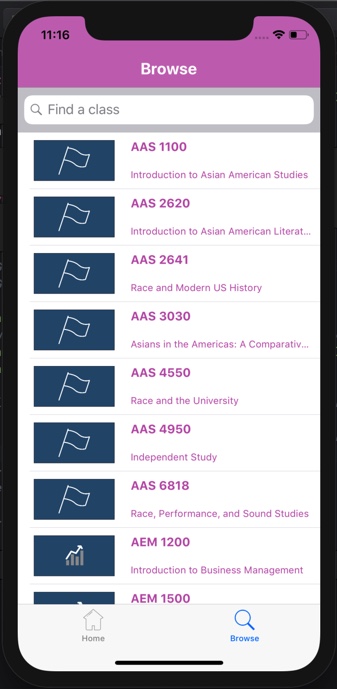 11:16
Browse
Find a class
AAS 1100
Introduction to Asian American Studies
AAS 2620
Introduction to Asian American Literat...
AAS 2641
Race and Modern US History
AAS 3030
Asians in the Americas: A Comparativ...
AAS 4550
Race and the University
AAS 4950
Independent Study
AAS 6818
Race, Performance, and Sound Studies
AEM 1200
Introduction to Business Management
AEM 1500
Home
Browse